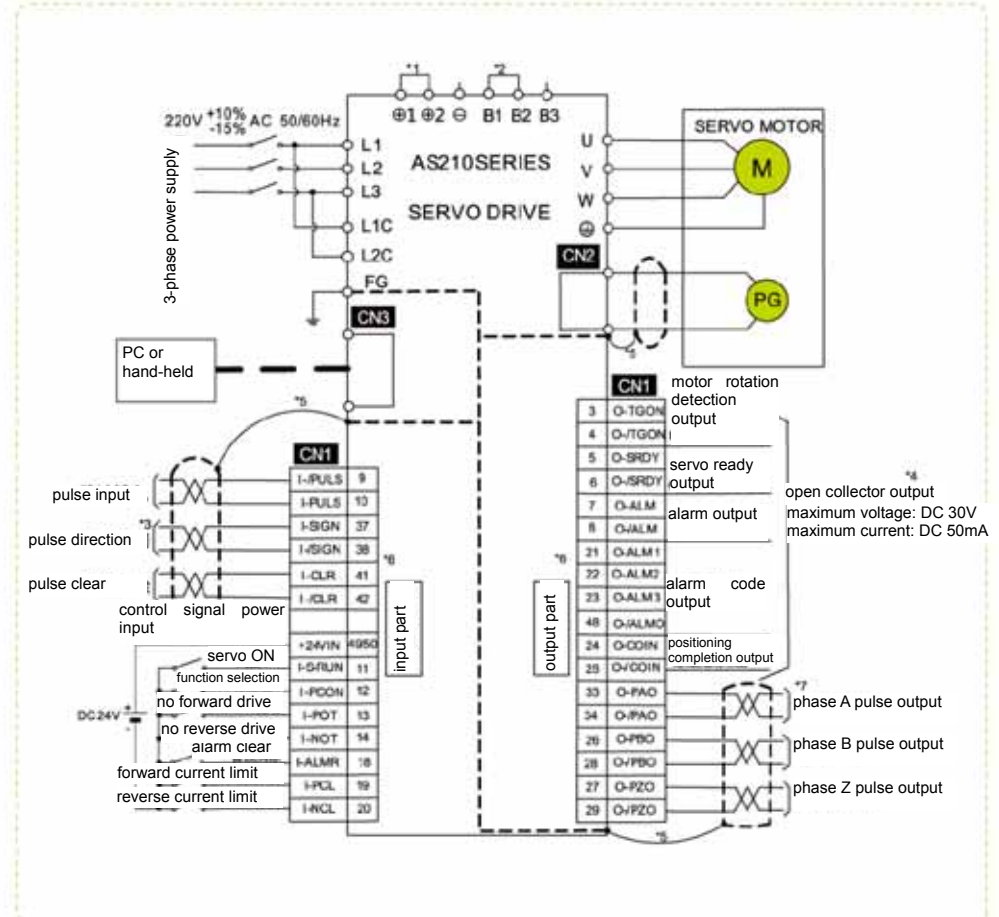 *1
*2
⊕1 ⊕2 ⊖ B1 B2 B3
220V +10% -15% AC 50/60Hz
3-phase power supply
L1
L2
L3
L1C
L2C
FG
AS210SERIES
SERVO DRIVE
U
V
W
SERVO MOTOR
M
CN2
PG
*5
CN3
PC or
hand-held
*5
CN1
I-/PULS 9
I-PULS 10
I-SIGN 37
I-/SIGN 38
I-CLR 41
I-/CLR 42
+24VIN 4950
I-S-RUN 11
I-PCON 12
I-POT 13
I-NOT 14
I-ALMR 18
I-PCL 19
I-NCL 20
pulse input
*3
pulse direction
pulse clear
control signal power
input
servo ON
function selection
no forward drive
DC24V + -
no reverse drive
alarm clear
forward current limit
reverse current limit
*6
input part
*6
output part
CN1
3 O-TGON
4 O-/TGON
5 O-SRDY
6 O-/SRDY
7 O-ALM
8 O-/ALM
21 O-ALM1
22 O-ALM2
23 O-ALM3
48 O-/ALMO
24 O-COIN
25 O-/COIN
33 O-PAO
34 O-/PAO
26 O-PBO
28 O-/PBO
27 O-PZO
29 O-/PZO
motor rotation
detection
output
servo ready
output
alarm output
alarm code
output
positioning
completion output
*4
open collector output
maximum voltage: DC 30V
maximum current: DC 50mA
*7
phase A pulse output
phase B pulse output
phase Z pulse output
*5